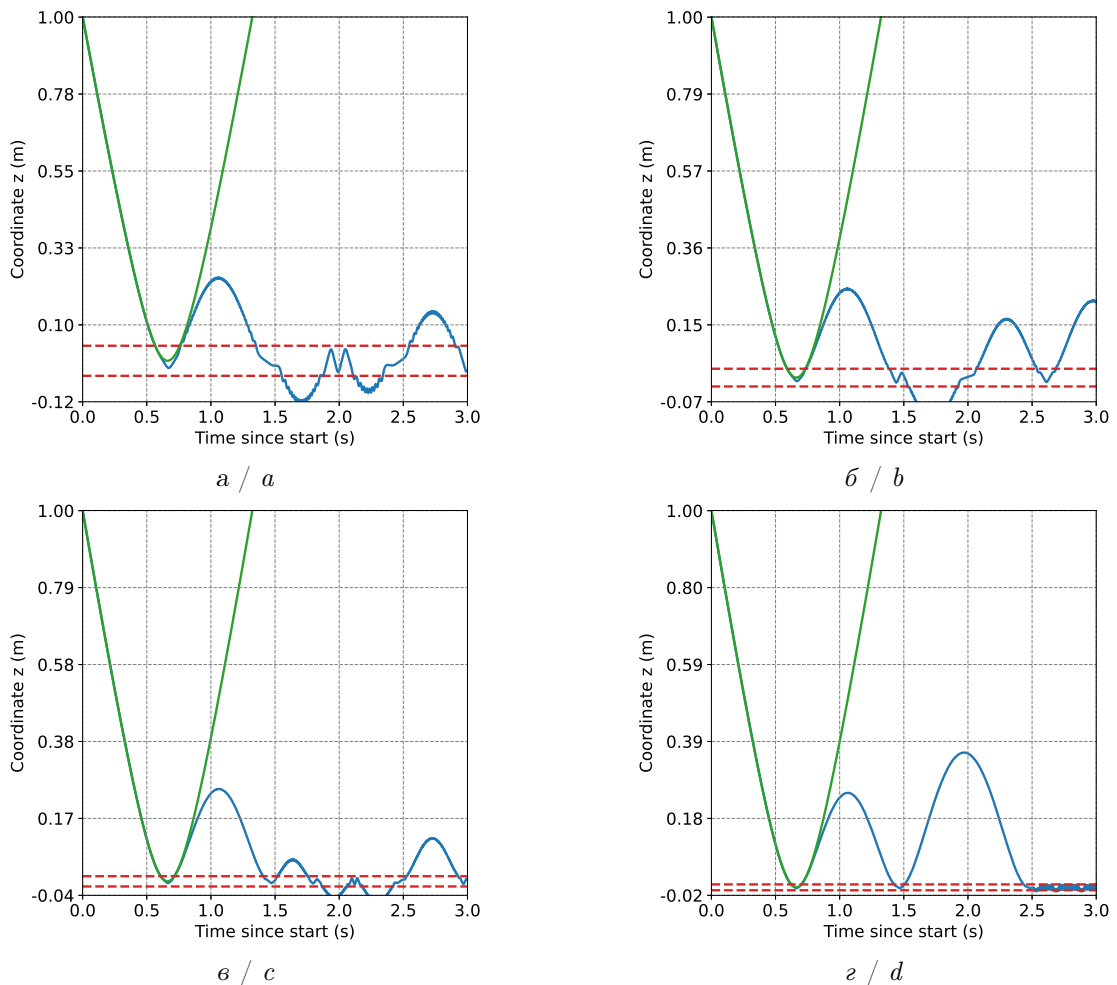 1.00
0.78
0.55
0.33
0.10
-0.12
Coordinate z (m)
0.0 0.5 1.0 1.5 2.0 2.5 3.0
Time since start (s)
а / a
1.00
0.79
0.57
0.36
0.15
-0.07
Coordinate z (m)
0.0 0.5 1.0 1.5 2.0 2.5 3.0
Time since start (s)
б / b
1.00
0.79
0.58
0.38
0.17
-0.04
Coordinate z (m)
0.0 0.5 1.0 1.5 2.0 2.5 3.0
Time since start (s)
в / c
1.00
0.80
0.59
0.39
0.18
-0.02
Coordinate z (m)
0.0 0.5 1.0 1.5 2.0 2.5 3.0
Time since start (s)
г / d